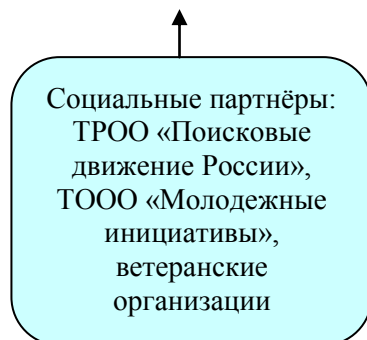 Социальные партнёры:
ТРОО «Поисковые
движение России»,
ТООО «Молодежные
инициативы»,
ветеранские
организации